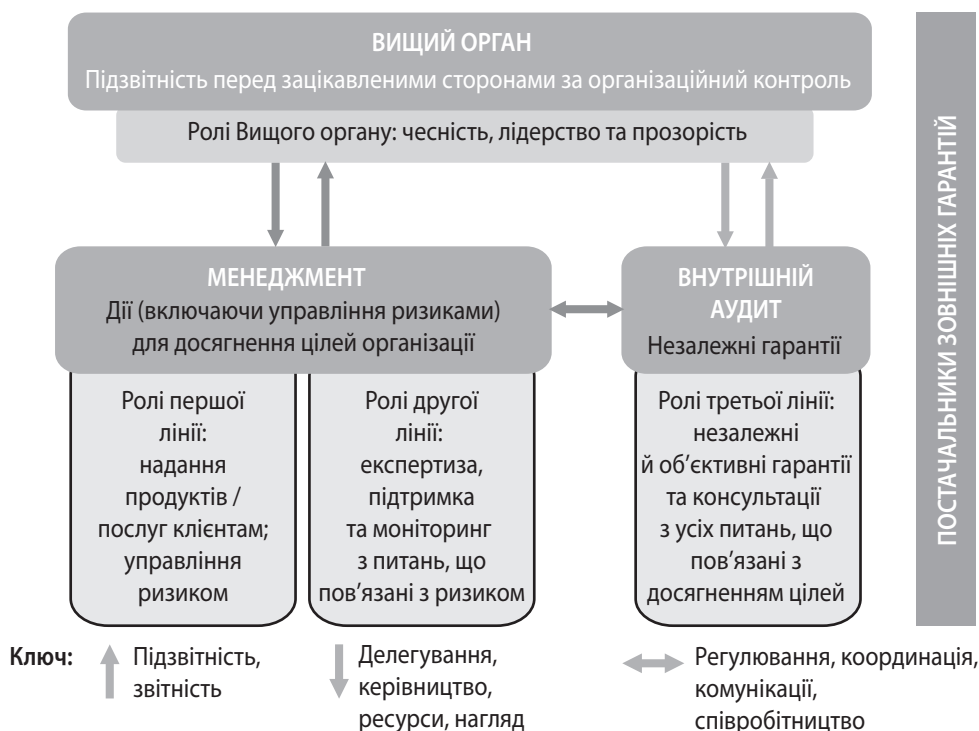 ВИЩИЙ ОРГАН
Підзвітність перед зацікавленими сторонами за організаційний контроль
Ролі Вищого органу: чесність, лідерство та прозорість
МЕНЕДЖМЕНТ
Дії (включаючи управління ризиками)
для досягнення цілей організації
ВНУТРІШНІЙ
АУДИТ
Незалежні гарантії
Ролі першої
лінії:
надання
продуктів /
послуг клієнтам;
управління
ризиком
Ролі другої
лінії:
експертиза,
підтримка
та моніторинг
з питань, що
пов’язані з ризиком
Ролі третьої лінії:
незалежні
й об’єктивні гарантії
та консультації
з усіх питань, що
пов’язані з
досягненням цілей
ПОСТАЧАЛЬНИКИ ЗОВНІШНІХ ГАРАНТІЙ
Ключ:
Підзвітність,
звітність
Делегування,
керівництво,
ресурси, нагляд
Регулювання, координація,
комунікації,
співробітництво